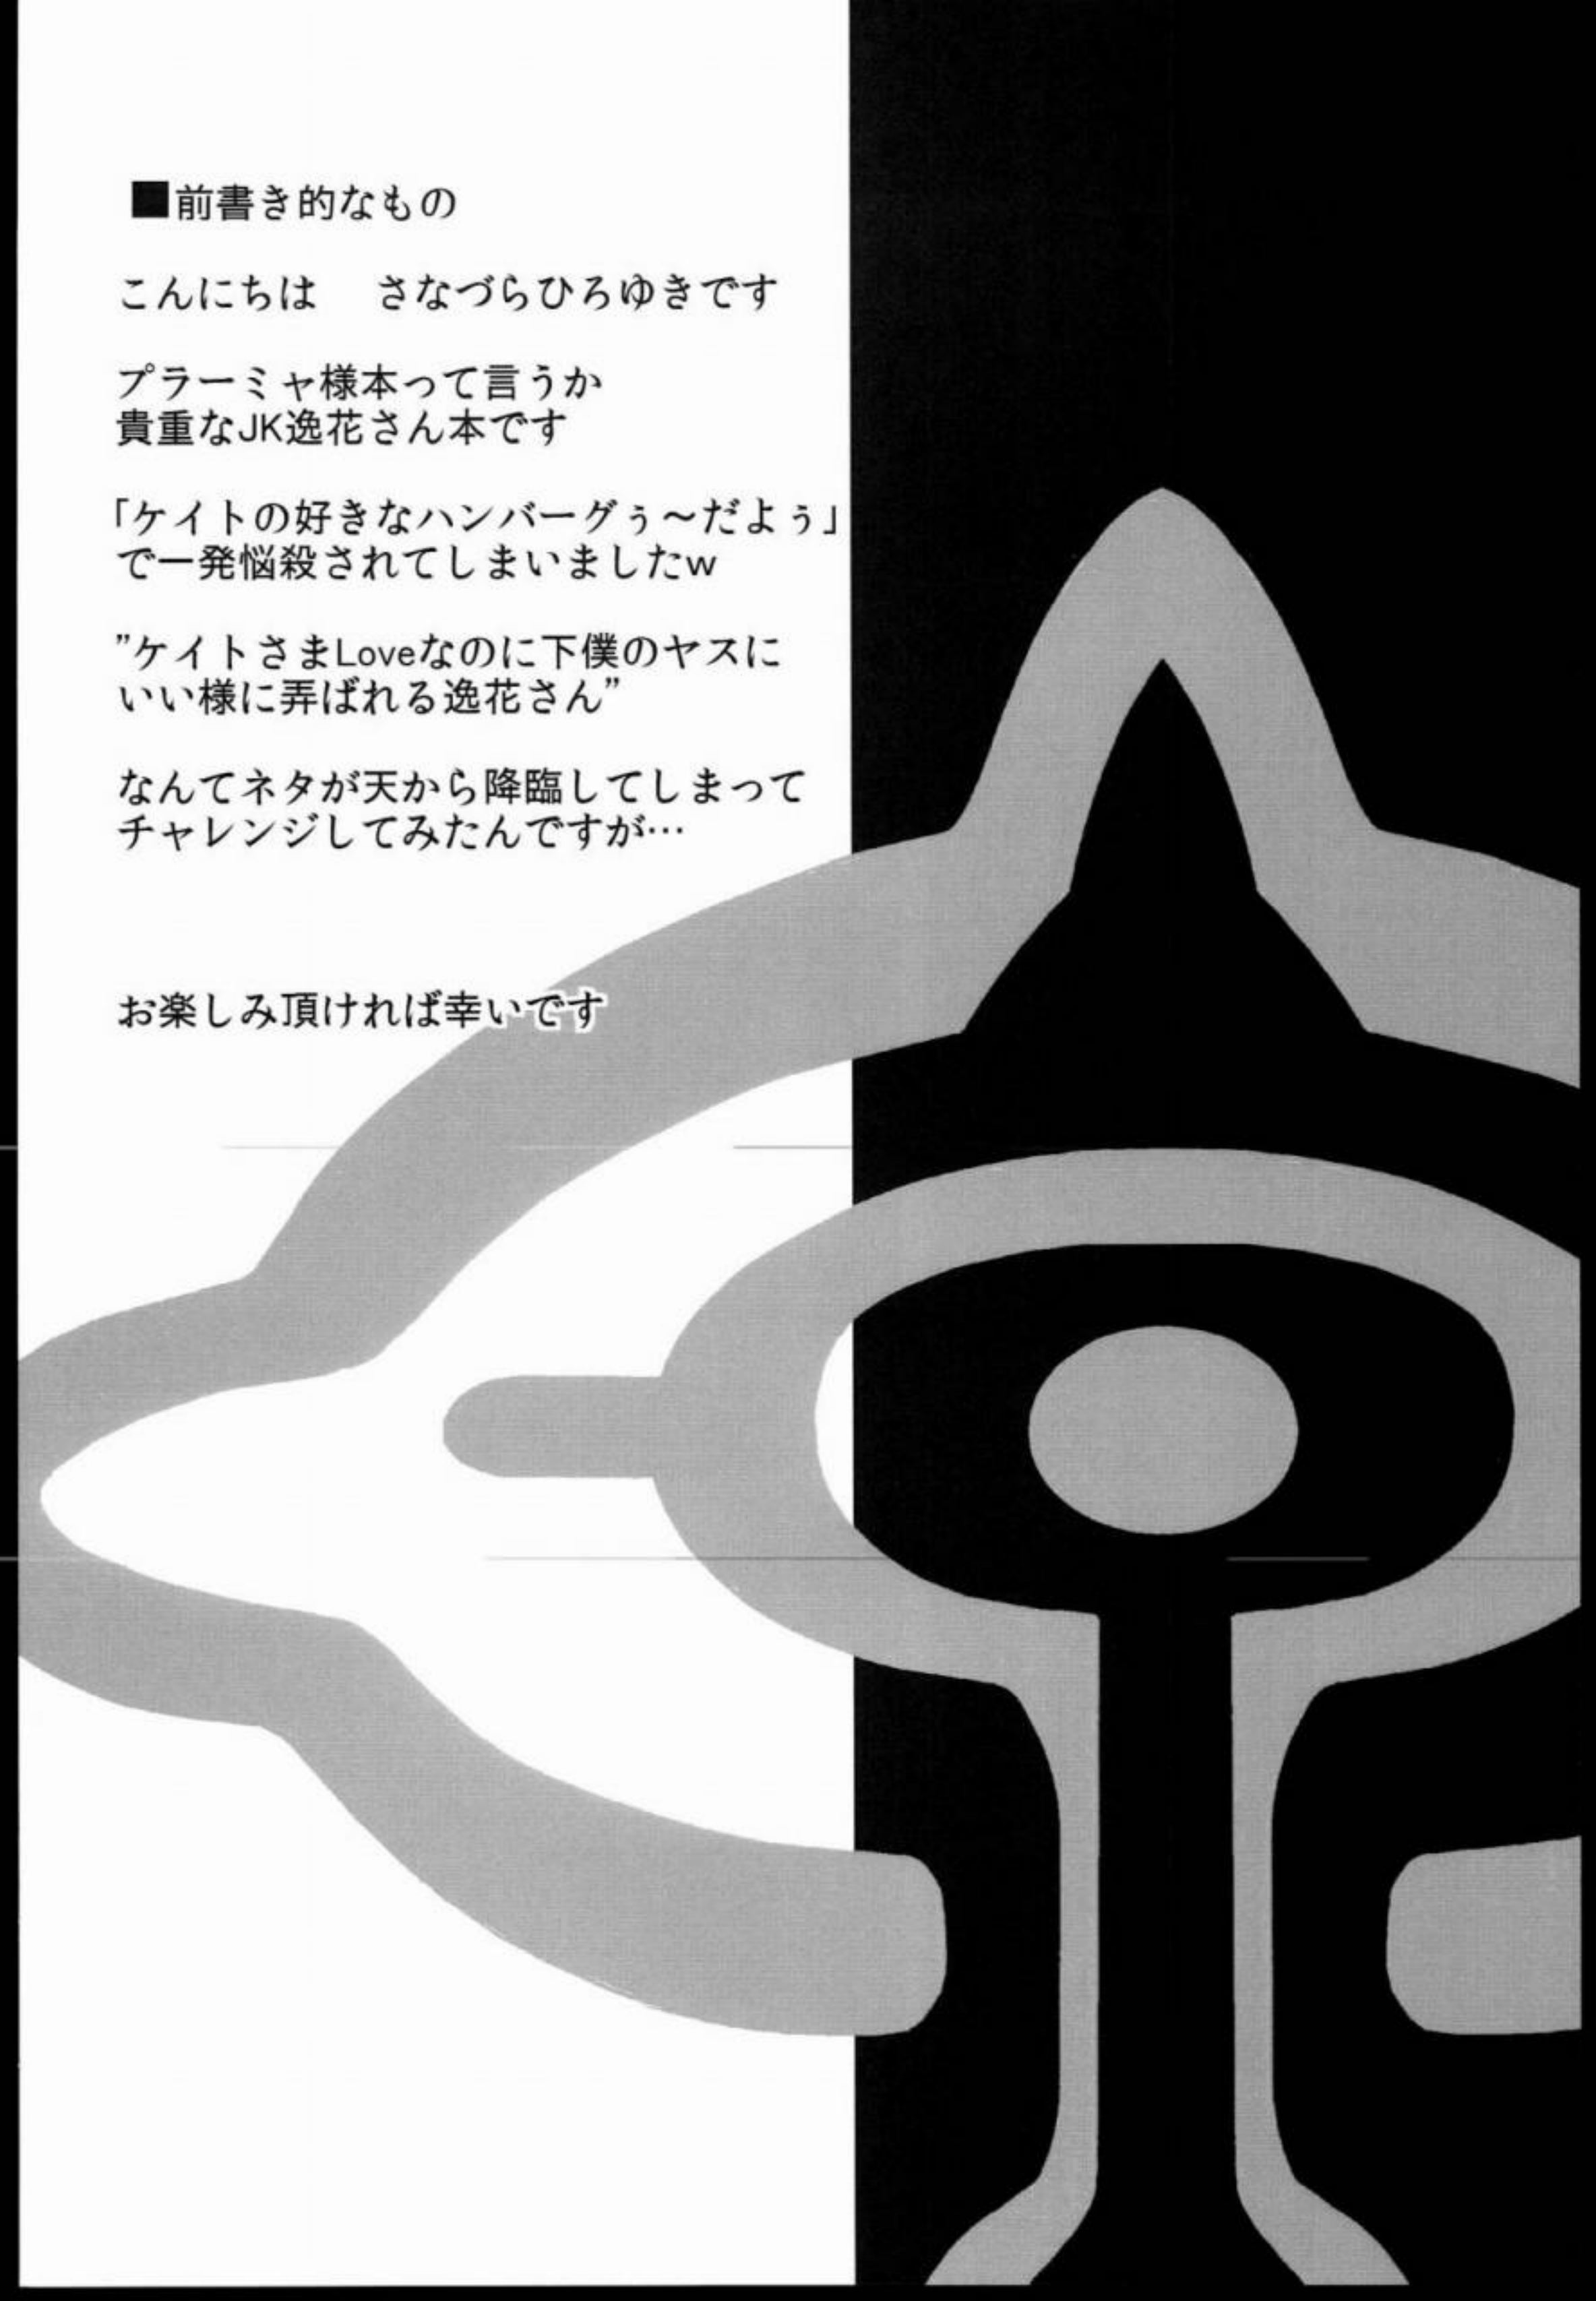 ■前書き的なもの
こんにちは　さなづらひろゆきです
プラーミャ様本って言うか
貴重なJK逸花さん本です
「ケイトの好きなハンバーグぅ～だよぅ」
で一発悩殺されてしまいましたw
”ケイトさまLoveなのに下僕のヤスに
いい様に弄ばれる逸花さん”
なんてネタが天から降臨してしまって
チャレンジしてみたんですが…
お楽しみ頂ければ幸いです